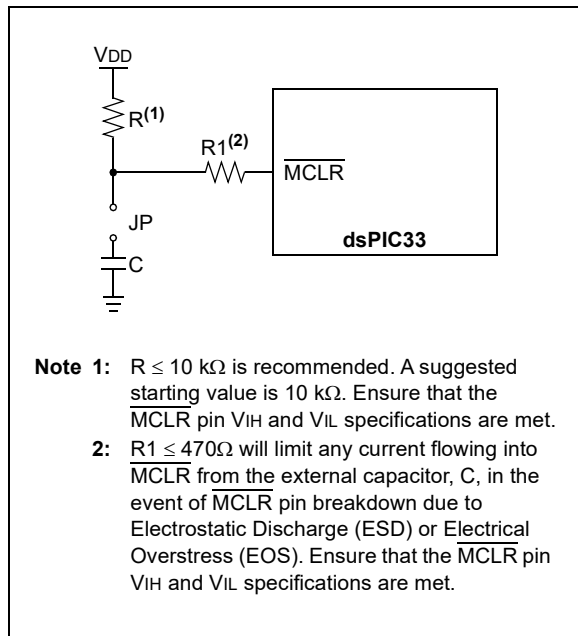 VDD
R(1)
R1(2)
MCLR
JP
C
dsPIC33
Note 1: R ≤ 10 kΩ is recommended. A suggested
starting value is 10 kΩ. Ensure that the
MCLR pin VIH and VIL specifications are met.
2: R1 ≤ 470Ω will limit any current flowing into
MCLR from the external capacitor, C, in the
event of MCLR pin breakdown due to
Electrostatic Discharge (ESD) or Electrical
Overstress (EOS). Ensure that the MCLR pin
VIH and VIL specifications are met.